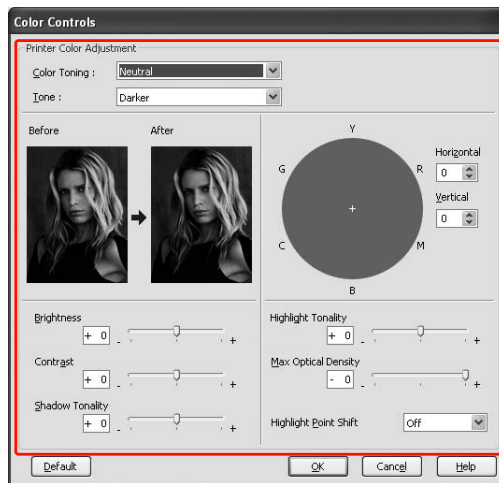 Color Controls
Printer Color Adjustment
Color Toning : Neutral
Tone : Darker
Before After
Y
G R
C M
B
Horizontal
0
Vertical
0
Brightness
+ 0 - +
Contrast
+ 0 - +
Shadow Tonality
+ 0 - +
Highlight Tonality
+ 0 - +
Max Optical Density
- 0 - +
Highlight Point Shift Off
Default OK Cancel Help